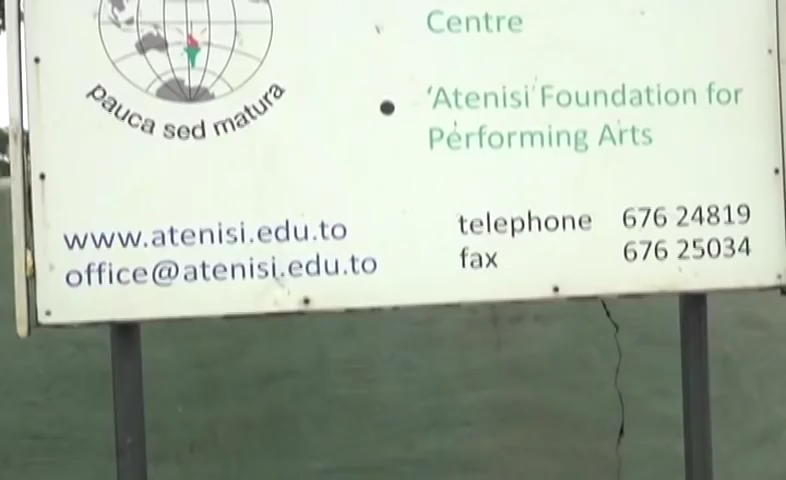 pauca sed matura
Centre
'Atenisi Foundation for
Performing Arts
www.atenisi.edu.to
office@atenisi.edu.to
telephone 676 24819
fax 676 25034